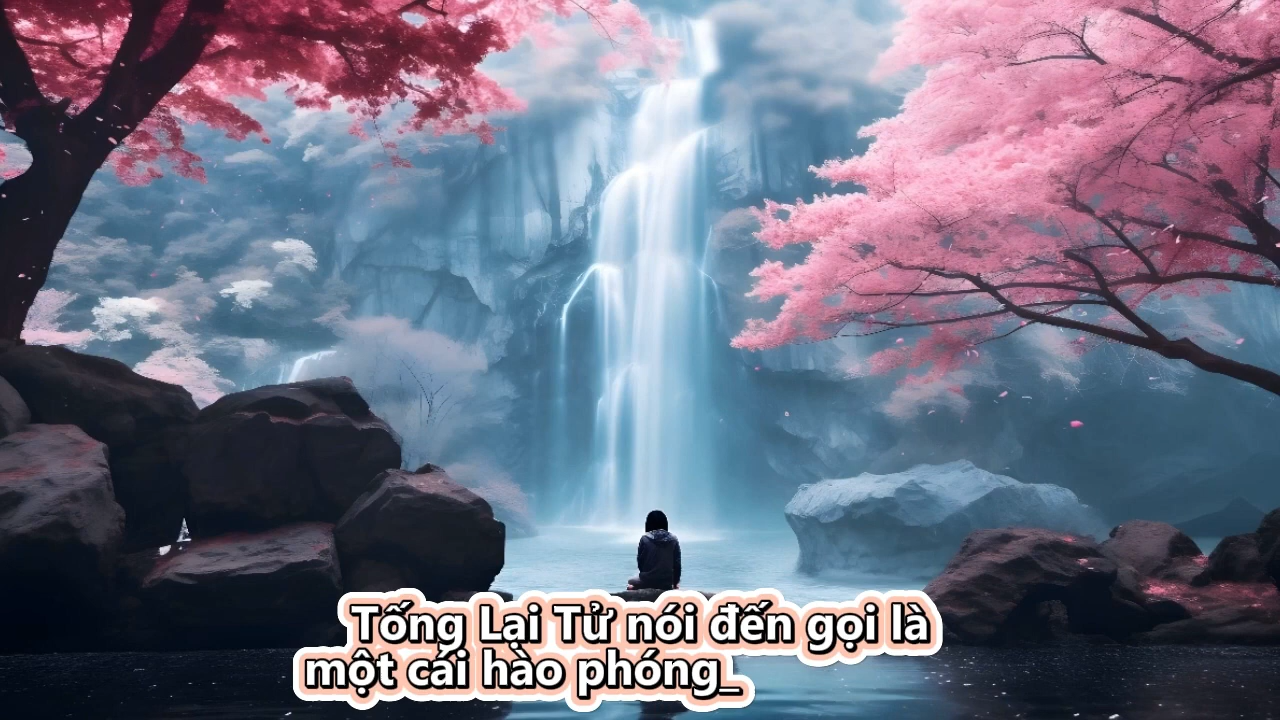 Tống Lại Tử nói đến gọi là
một cái hào phóng_